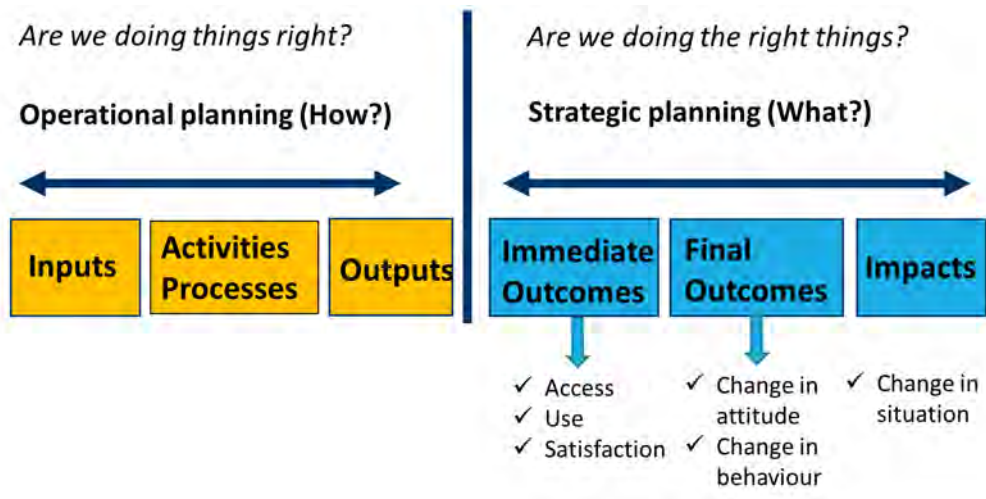 Are we doing things right?
Operational planning (How?)
Inputs
Activities
Processes
Outputs
Are we doing the right things?
Strategic planning (What?)
Immediate
Outcomes
✓ Access
✓ Use
✓ Satisfaction
Final
Outcomes
✓ Change in
attitude
✓ Change in
behaviour
Impacts
✓ Change in
situation